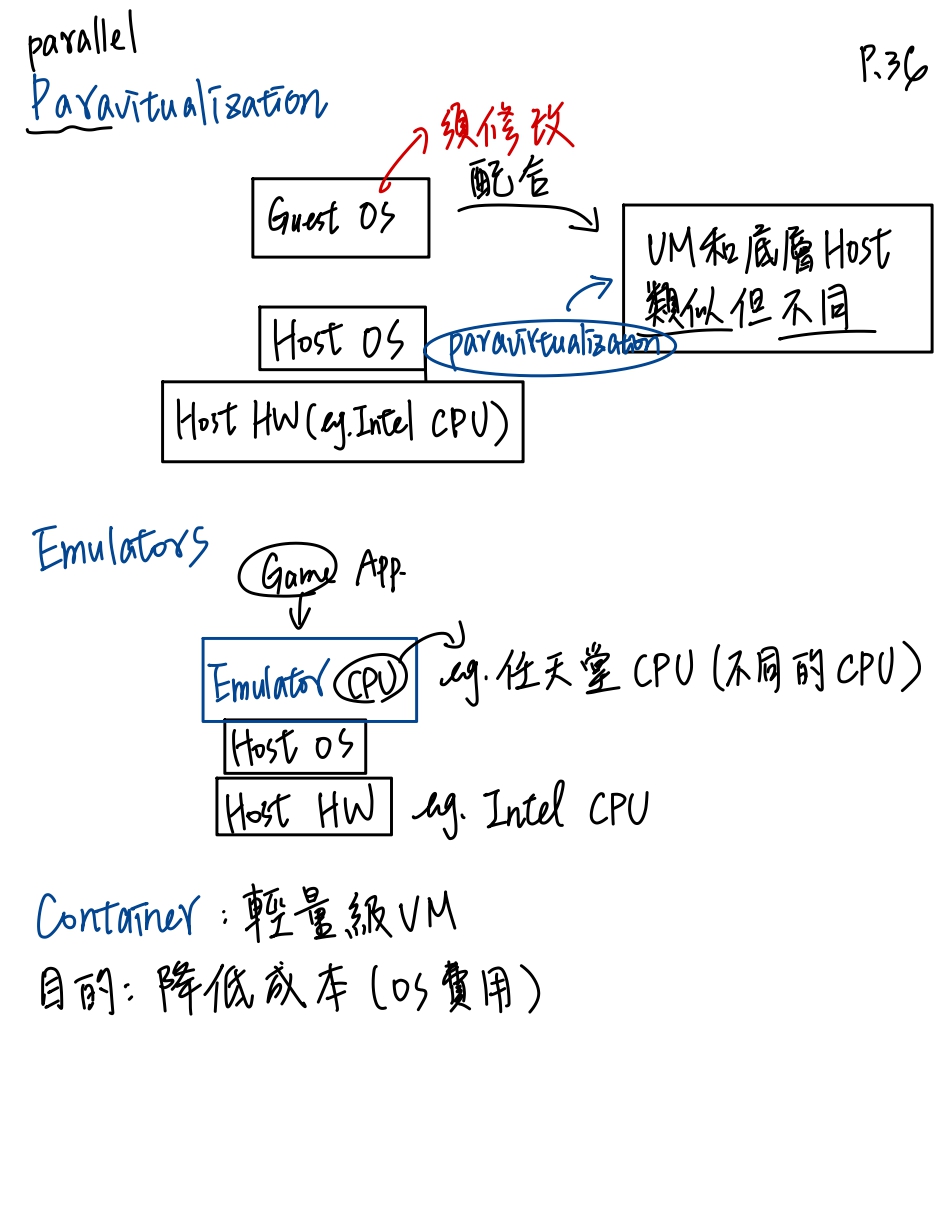 parallel
P.36
Paravitualization
須修改
配合
Guest OS
VM和底層Host
類似但不同
Host OS
paravirtualization
Host HW(eg.Intel CPU)
Emulators
Game App.
Emulator CPU
eg. 任天堂 CPU (不同的CPU)
Host OS
Host HW eg. Intel CPU
Container : 輕量級VM
目的: 降低成本 (OS費用)